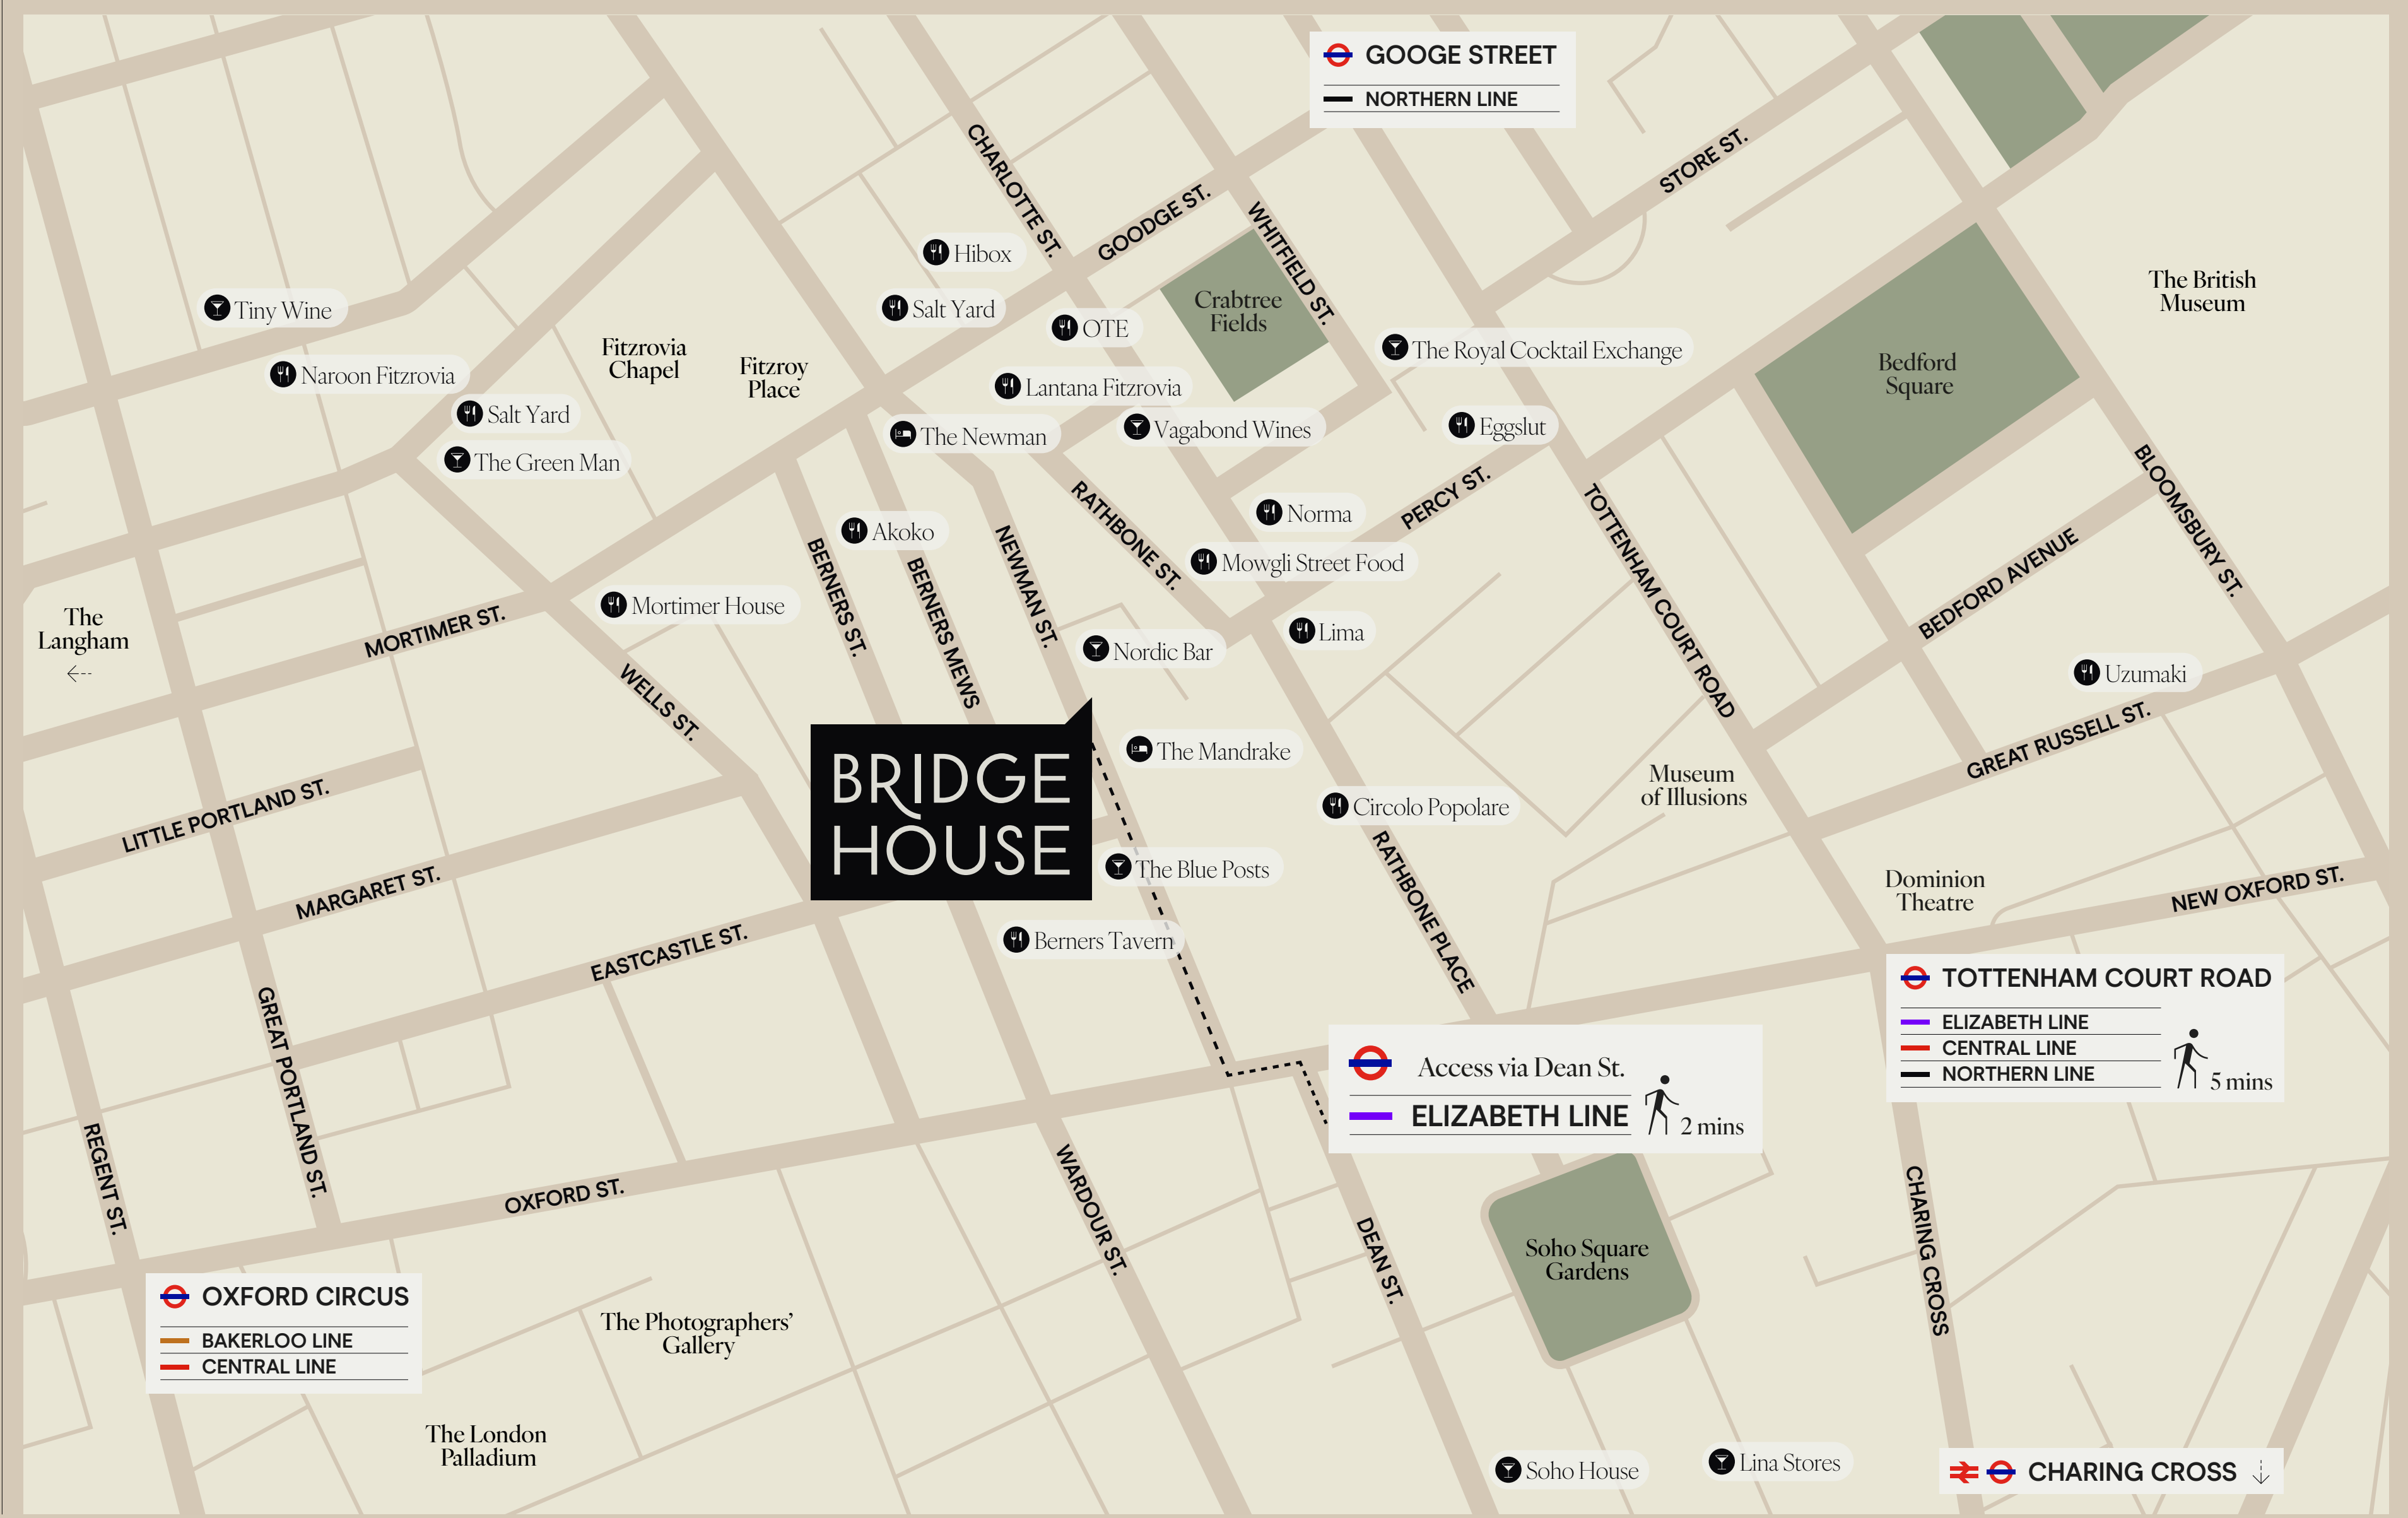 GOOGE STREET
NORTHERN LINE
CHARLOTTE ST.
STORE ST.
GOODGE ST.
WHITFIELD ST.
Hibox
Salt Yard
OTE
Crabtree
Fields
The British
Museum
Tiny Wine
Fitzrovia
Chapel
Fitzroy
Place
The Royal Cocktail Exchange
Bedford
Square
Naroon Fitzrovia
Lantana Fitzrovia
Salt Yard
The Green Man
The Newman
Vagabond Wines
Eggslut
PERCY ST.
RATHBONE ST.
TOTTENHAM COURT ROAD
BLOOMSBURY ST.
Akoko
Norma
Mowgli Street Food
BERNERS ST.
BERNERS MEWS
NEWMAN ST.
BEDFORD AVENUE
The
Langham
MORTIMER ST.
Mortimer House
Lima
Nordic Bar
WELLS ST.
Uzumaki
GREAT RUSSELL ST.
BRIDGE
HOUSE
The Mandrake
Museum
of Illusions
Circolo Popolare
LITTLE PORTLAND ST.
MARGARET ST.
The Blue Posts
RATHBONE PLACE
Dominion
Theatre
NEW OXFORD ST.
EASTCASTLE ST.
Berners Tavern
GREAT PORTLAND ST.
TOTTENHAM COURT ROAD
ELIZABETH LINE
CENTRAL LINE
NORTHERN LINE
5 mins
Access via Dean St.
ELIZABETH LINE
2 mins
REGENT ST.
OXFORD ST.
WARDOUR ST.
DEAN ST.
CHARING CROSS
Soho Square
Gardens
OXFORD CIRCUS
BAKERLOO LINE
CENTRAL LINE
The Photographers’
Gallery
The London
Palladium
Soho House
Lina Stores
CHARING CROSS